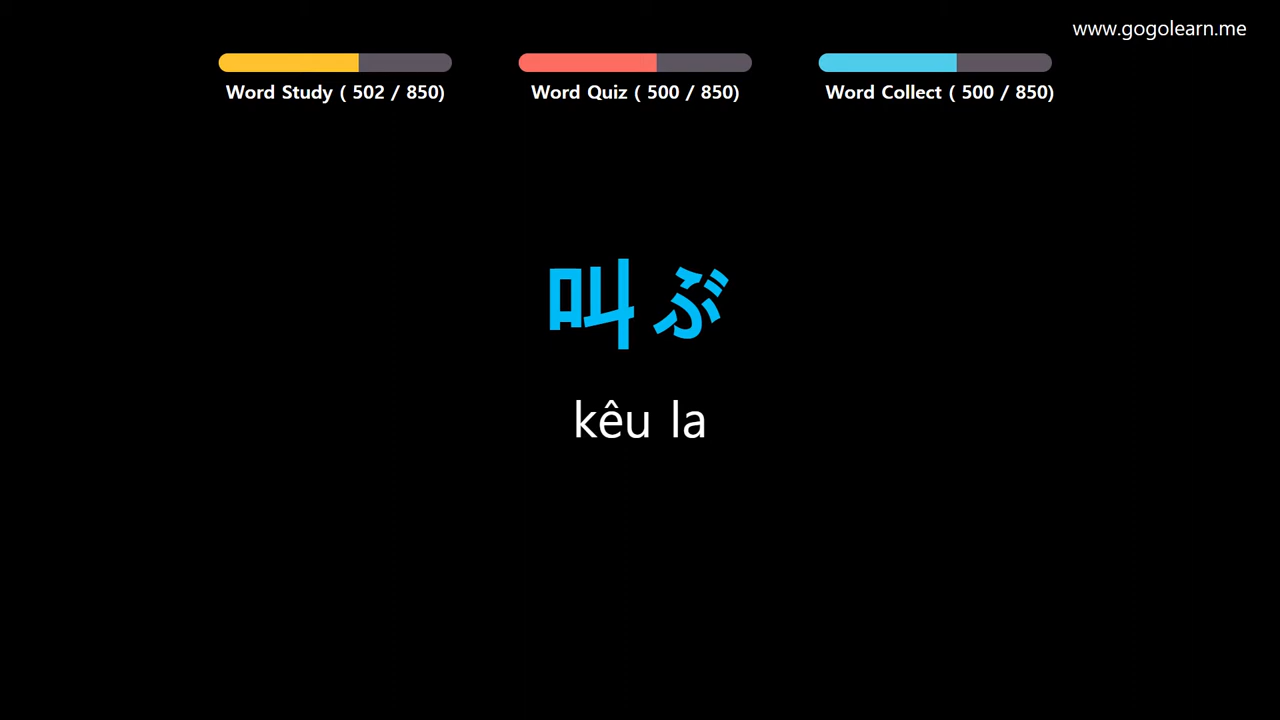 www.gogolearn.me
Word Study ( 502 / 850)
Word Quiz ( 500 / 850)
Word Collect ( 500 / 850)
叫ぶ
kêu la